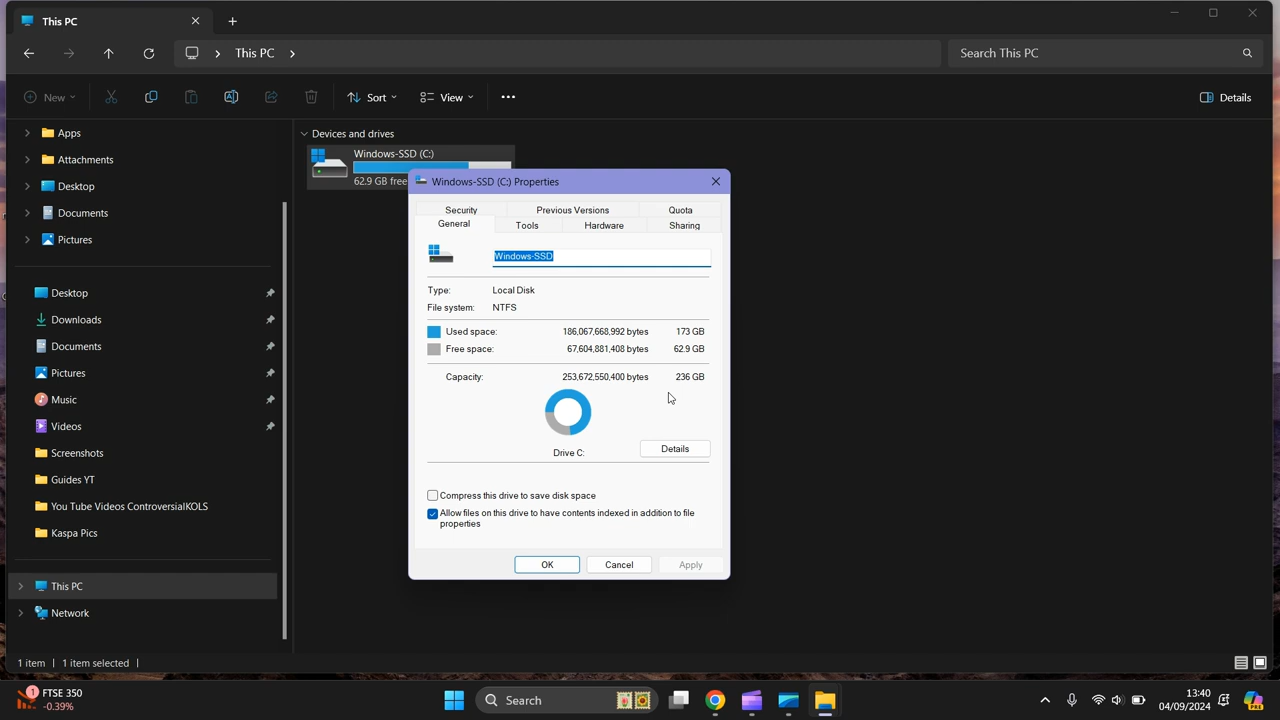 This PC
This PC
Search This PC
New
Sort
View
Details
Apps
Attachments
Desktop
Documents
Pictures
Desktop
Downloads
Documents
Pictures
Music
Videos
Screenshots
Guides YT
You Tube Videos ControversialKOLS
Kaspa Pics
This PC
Network
Devices and drives
Windows-SSD (C:)
62.9 GB free
Windows-SSD (C:) Properties
Security Previous Versions Quota
General Tools Hardware Sharing
Windows-SSD
Type: Local Disk
File system: NTFS
Used space: 186,067,668,992 bytes 173 GB
Free space: 67,604,881,408 bytes 62.9 GB
Capacity: 253,672,550,400 bytes 236 GB
Drive C:
Details
Compress this drive to save disk space
Allow files on this drive to have contents indexed in addition to file
properties
OK Cancel Apply
1 item 1 item selected
1
FTSE 350
-0.39%
Search
13:40
04/09/2024